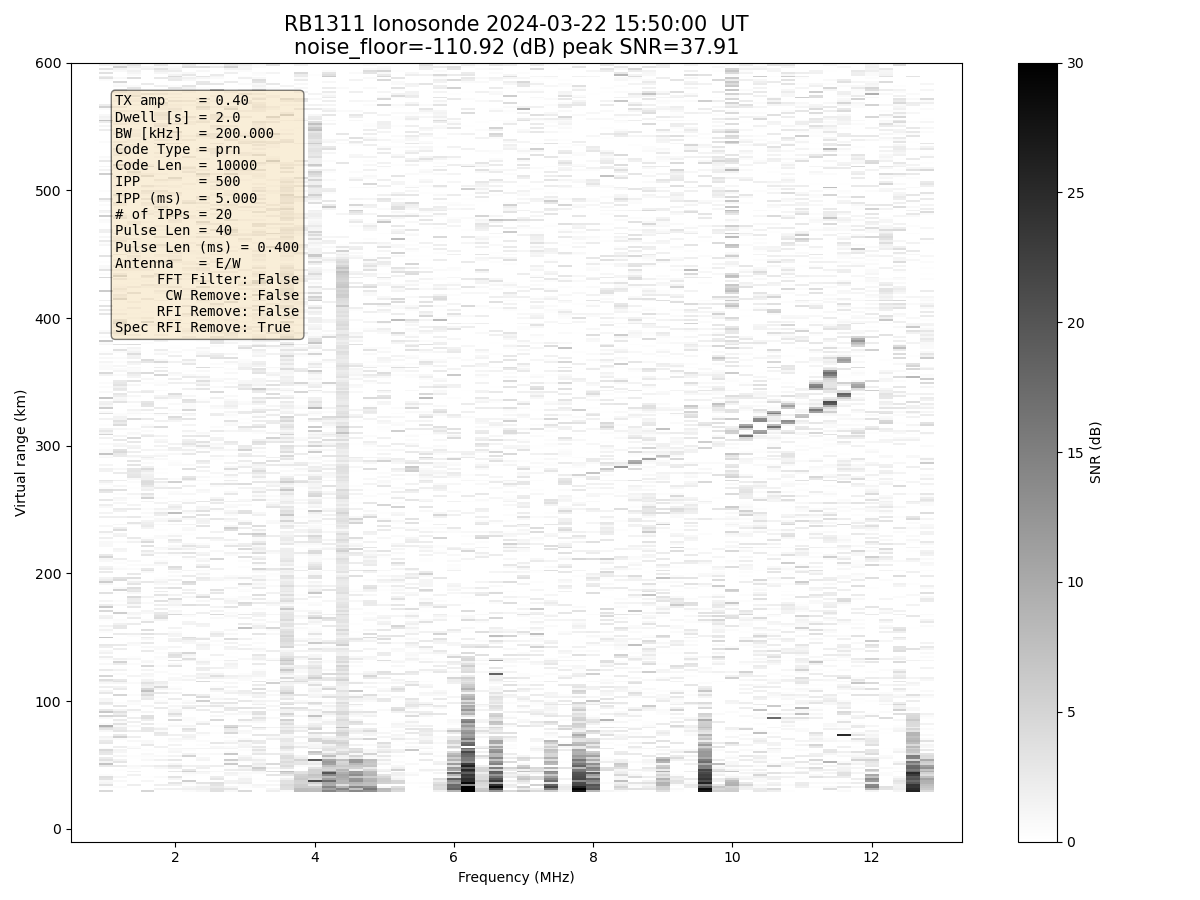 RB1311 Ionosonde 2024-03-22 15:50:00  UT
noise_floor=-110.92 (dB) peak SNR=37.91
600
500
400
300
200
100
0
Virtual range (km)
TX amp    = 0.40
Dwell [s] = 2.0
BW [kHz]  = 200.000
Code Type = prn
Code Len  = 10000
IPP       = 500
IPP (ms)  = 5.000
# of IPPs = 20
Pulse Len = 40
Pulse Len (ms) = 0.400
Antenna   = E/W
FFT Filter: False
CW Remove: False
RFI Remove: False
Spec RFI Remove: True
2 4 6 8 10 12
Frequency (MHz)
30
25
20
15
10
5
0
SNR (dB)